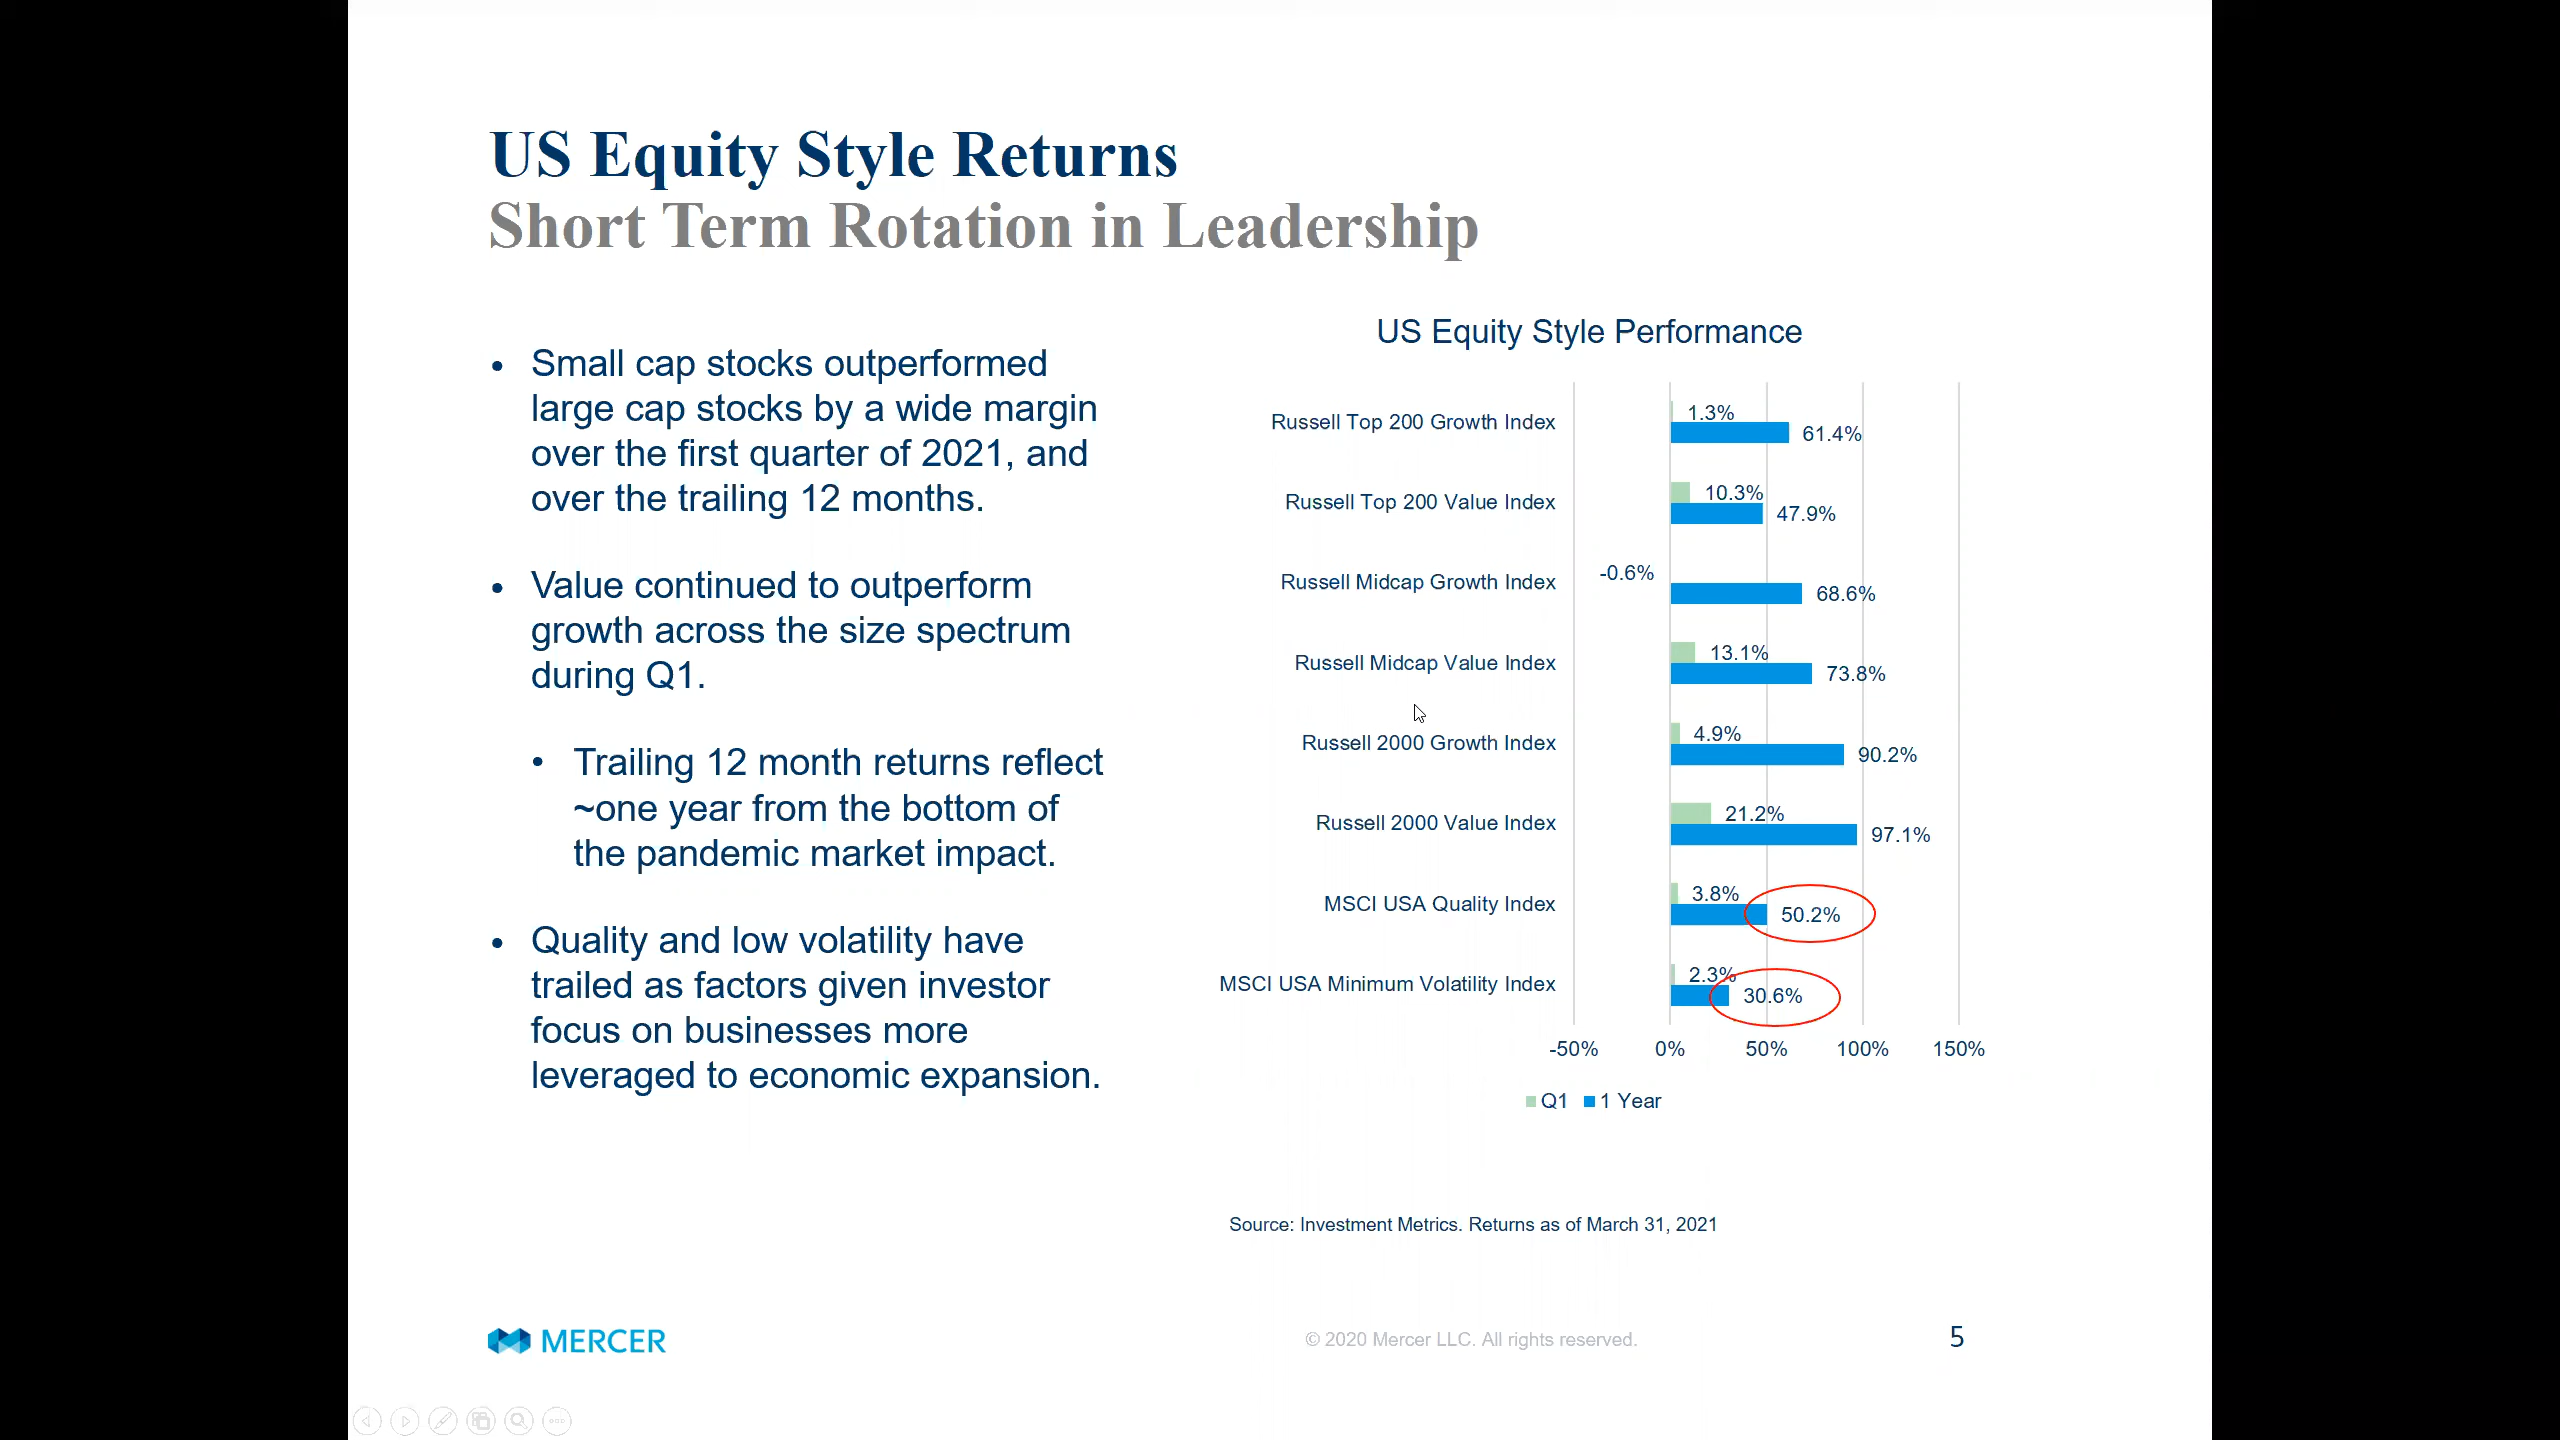 US Equity Style Returns
Short Term Rotation in Leadership
• Small cap stocks outperformed
large cap stocks by a wide margin
over the first quarter of 2021, and
over the trailing 12 months.
• Value continued to outperform
growth across the size spectrum
during Q1.
• Trailing 12 month returns reflect
~one year from the bottom of
the pandemic market impact.
• Quality and low volatility have
trailed as factors given investor
focus on businesses more
leveraged to economic expansion.
US Equity Style Performance
Russell Top 200 Growth Index
1.3%
61.4%
Russell Top 200 Value Index
10.3%
47.9%
Russell Midcap Growth Index
-0.6%
68.6%
Russell Midcap Value Index
13.1%
73.8%
Russell 2000 Growth Index
4.9%
90.2%
Russell 2000 Value Index
21.2%
97.1%
MSCI USA Quality Index
3.8%
50.2%
MSCI USA Minimum Volatility Index
2.3%
30.6%
-50% 0% 50% 100% 150%
Q1 1 Year
Source: Investment Metrics. Returns as of March 31, 2021
MERCER
© 2020 Mercer LLC. All rights reserved.
5